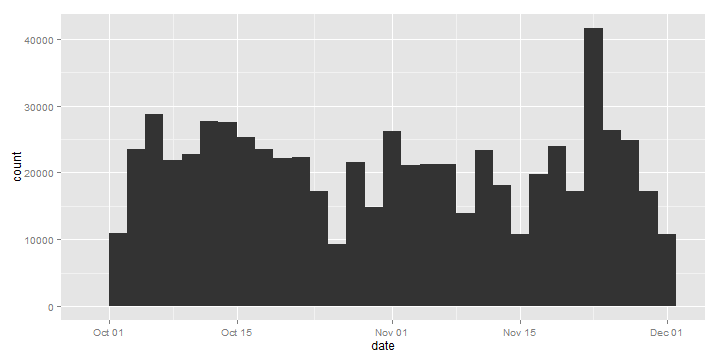 40000
30000
20000
10000
0
count
Oct 01
Oct 15
Nov 01
Nov 15
Dec 01
date